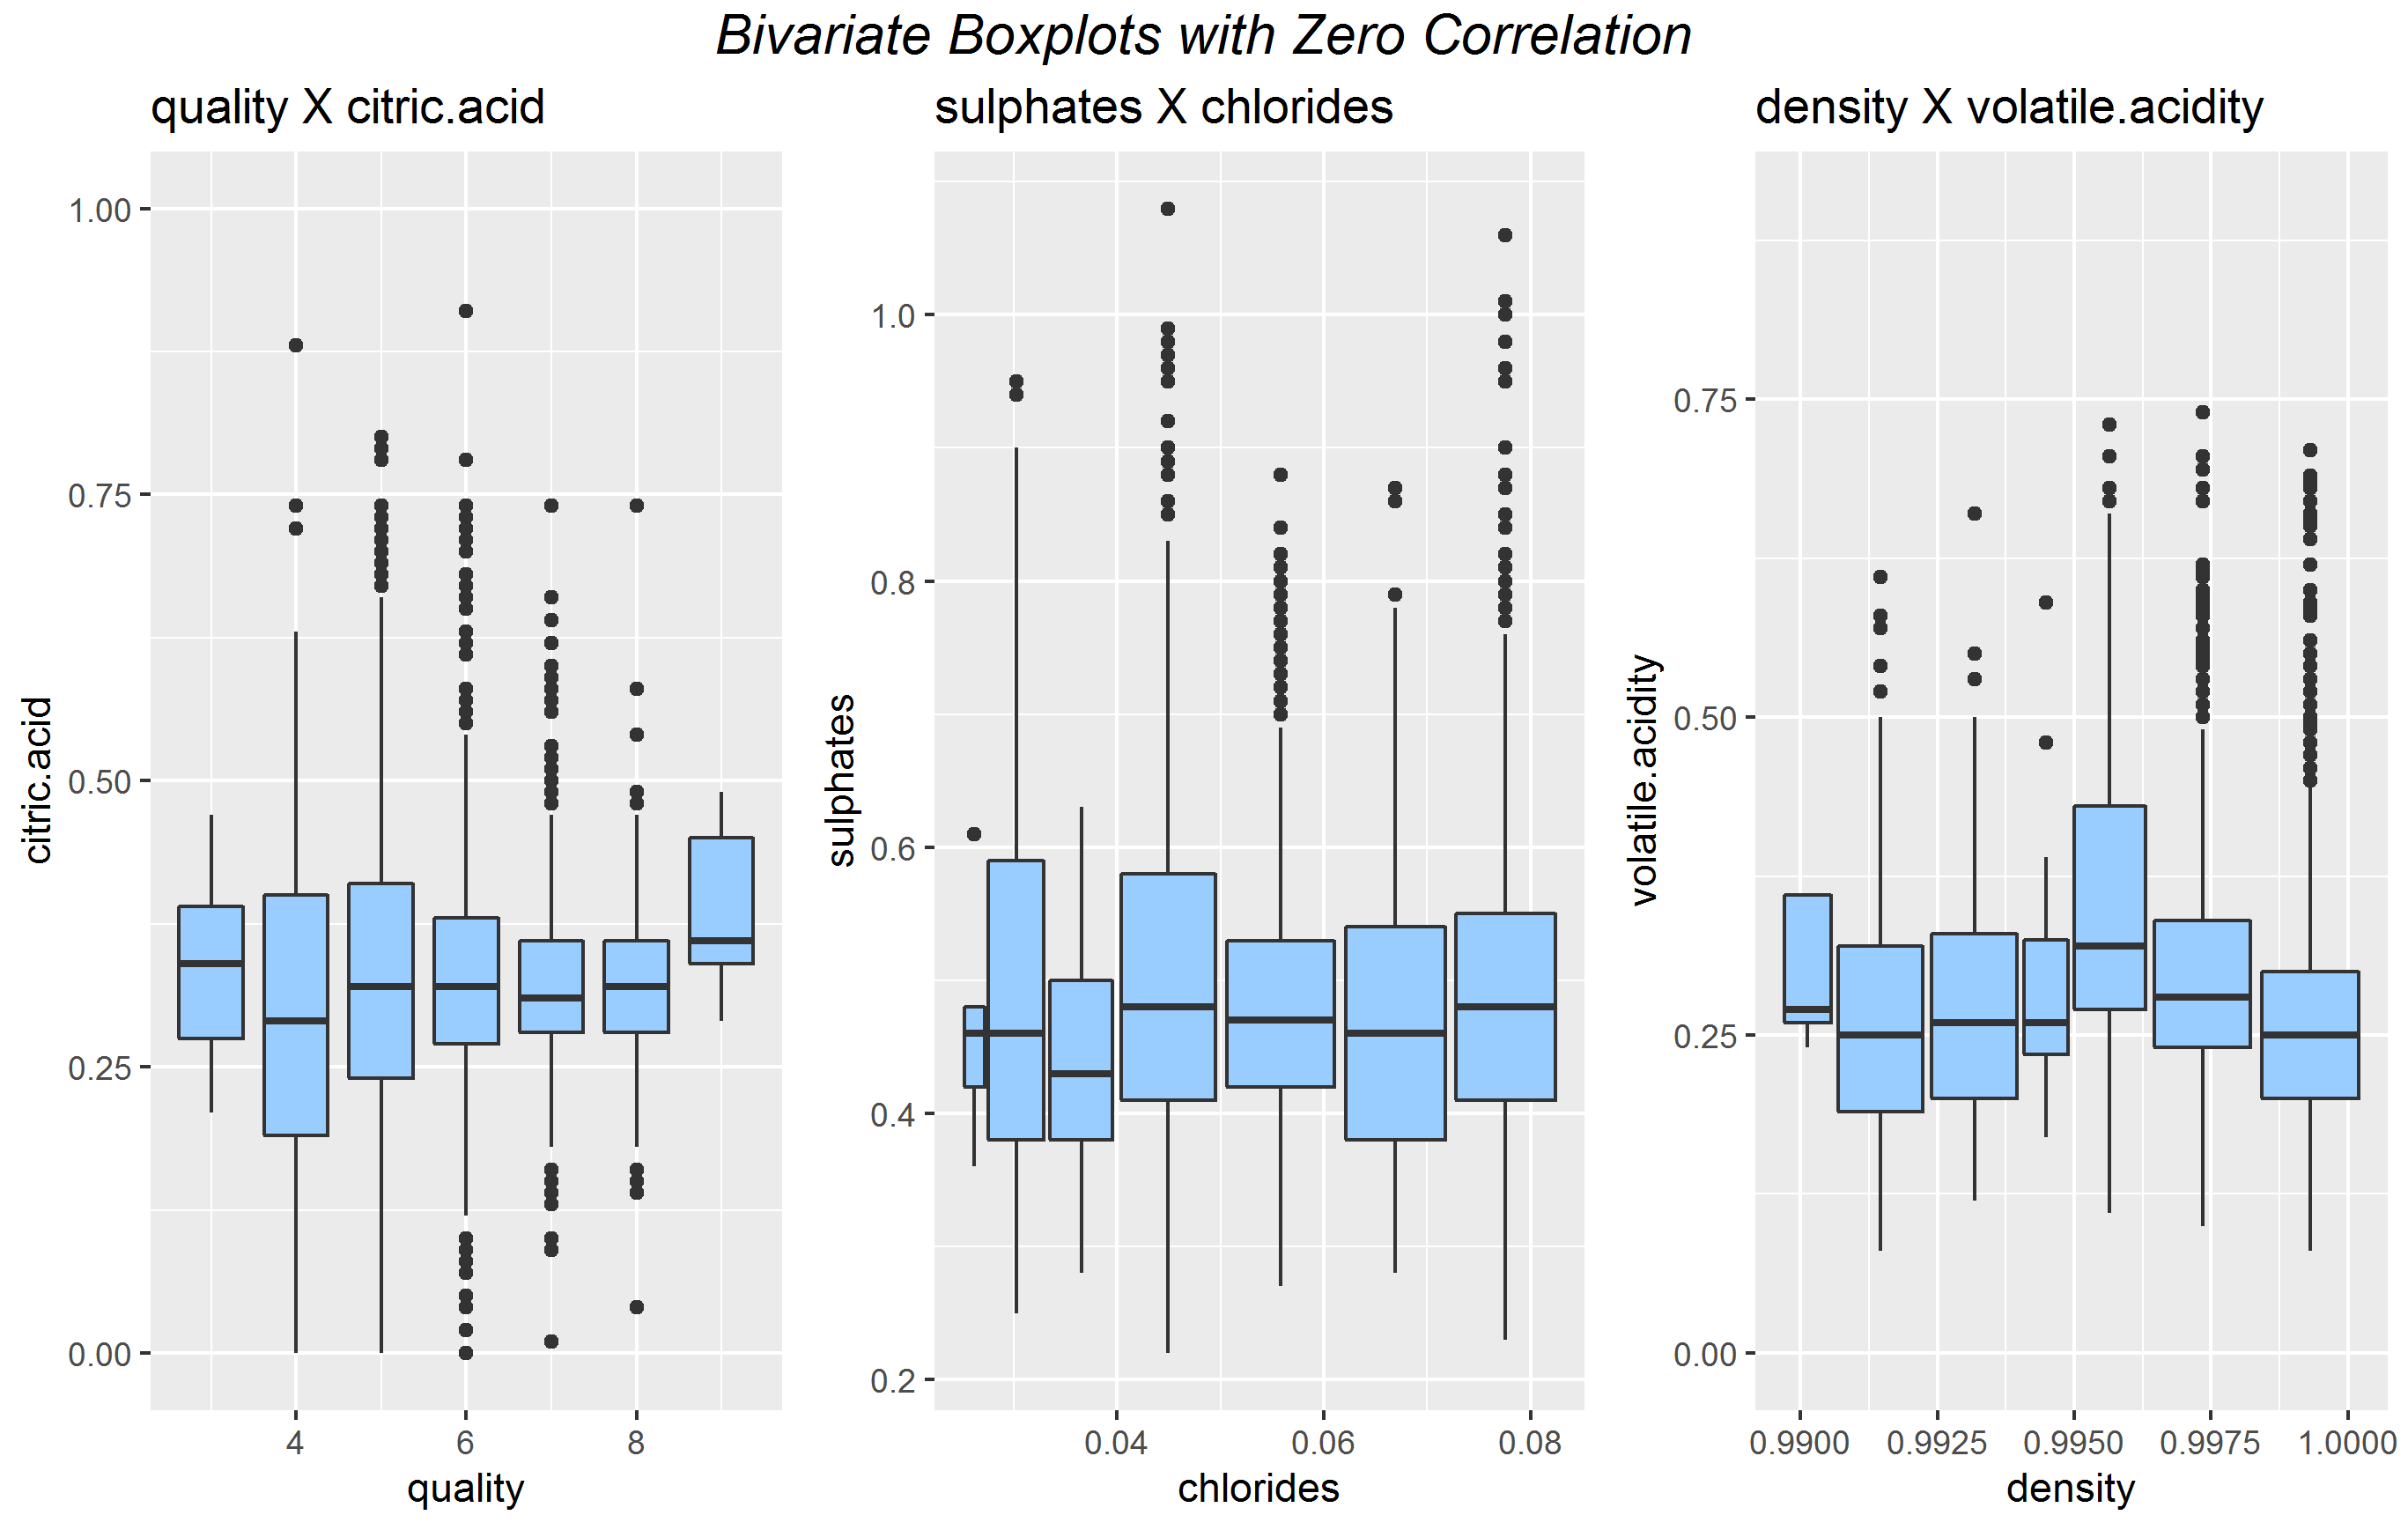 Bivariate Boxplots with Zero Correlation
quality X citric.acid
1.00
0.75
0.50
0.25
0.00
citric.acid
4 6 8
quality
sulphates X chlorides
1.0
0.8
0.6
0.4
0.2
sulphates
0.04 0.06 0.08
chlorides
density X volatile.acidity
0.75
0.50
0.25
0.00
volatile.acidity
0.9900 0.9925 0.9950 0.9975 1.0000
density